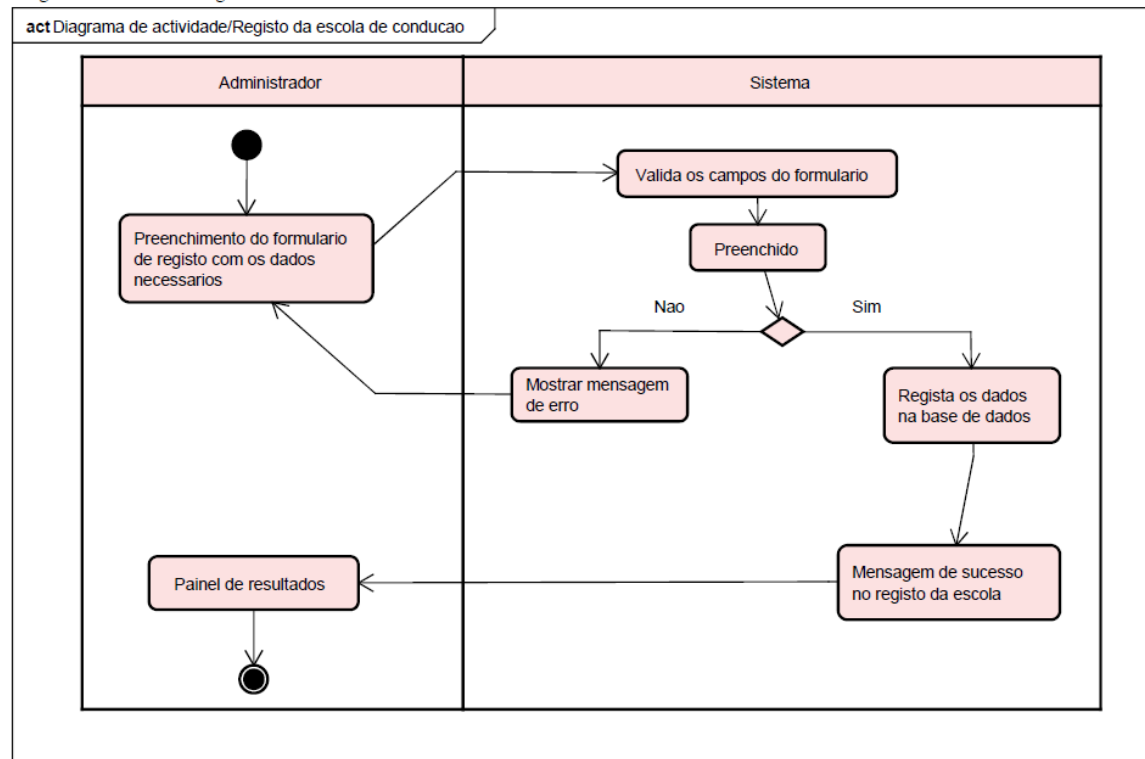 act Diagrama de actividade/Registo da escola de conducao
Administrador
Sistema
Valida os campos do formulario
Preenchimento do formulario
de registo com os dados
necessarios
Preenchido
Nao
Sim
Mostrar mensagem
de erro
Regista os dados
na base de dados
Painel de resultados
Mensagem de sucesso
no registo da escola